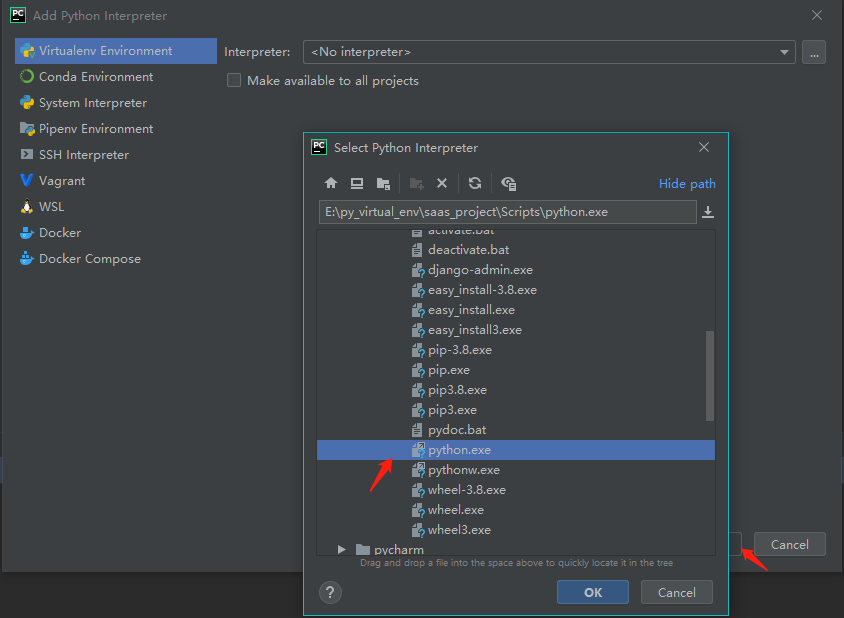 PC Add Python Interpreter
Virtualenv Environment
Interpreter: <No interpreter> ...
Conda Environment
Make available to all projects
System Interpreter
Pipenv Environment
SSH Interpreter
Vagrant
WSL
Docker
Docker Compose
Cancel
PC Select Python Interpreter
Hide path
E:\py_virtual_env\saas_project\Scripts\python.exe
activate.bat
deactivate.bat
django-admin.exe
easy_install-3.8.exe
easy_install.exe
easy_install3.exe
pip-3.8.exe
pip.exe
pip3.8.exe
pip3.exe
pydoc.bat
python.exe
pythonw.exe
wheel-3.8.exe
wheel.exe
wheel3.exe
pycharm
Drag and drop a file into the space above to quickly locate it in the tree
? OK Cancel